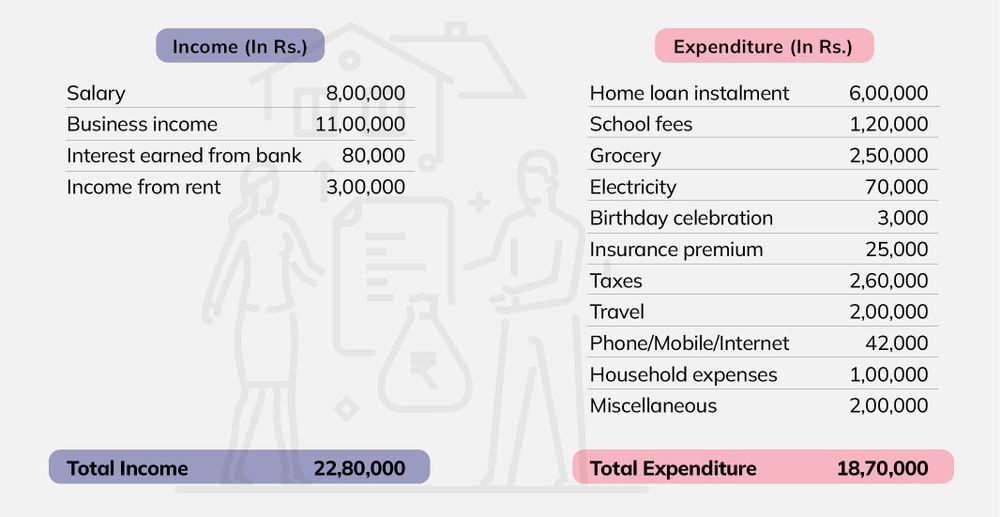 Income (In Rs.)
Salary 8,00,000
Business income 11,00,000
Interest earned from bank 80,000
Income from rent 3,00,000
Total Income 22,80,000
Expenditure (In Rs.)
Home loan instalment 6,00,000
School fees 1,20,000
Grocery 2,50,000
Electricity 70,000
Birthday celebration 3,000
Insurance premium 25,000
Taxes 2,60,000
Travel 2,00,000
Phone/Mobile/Internet 42,000
Household expenses 1,00,000
Miscellaneous 2,00,000
Total Expenditure 18,70,000